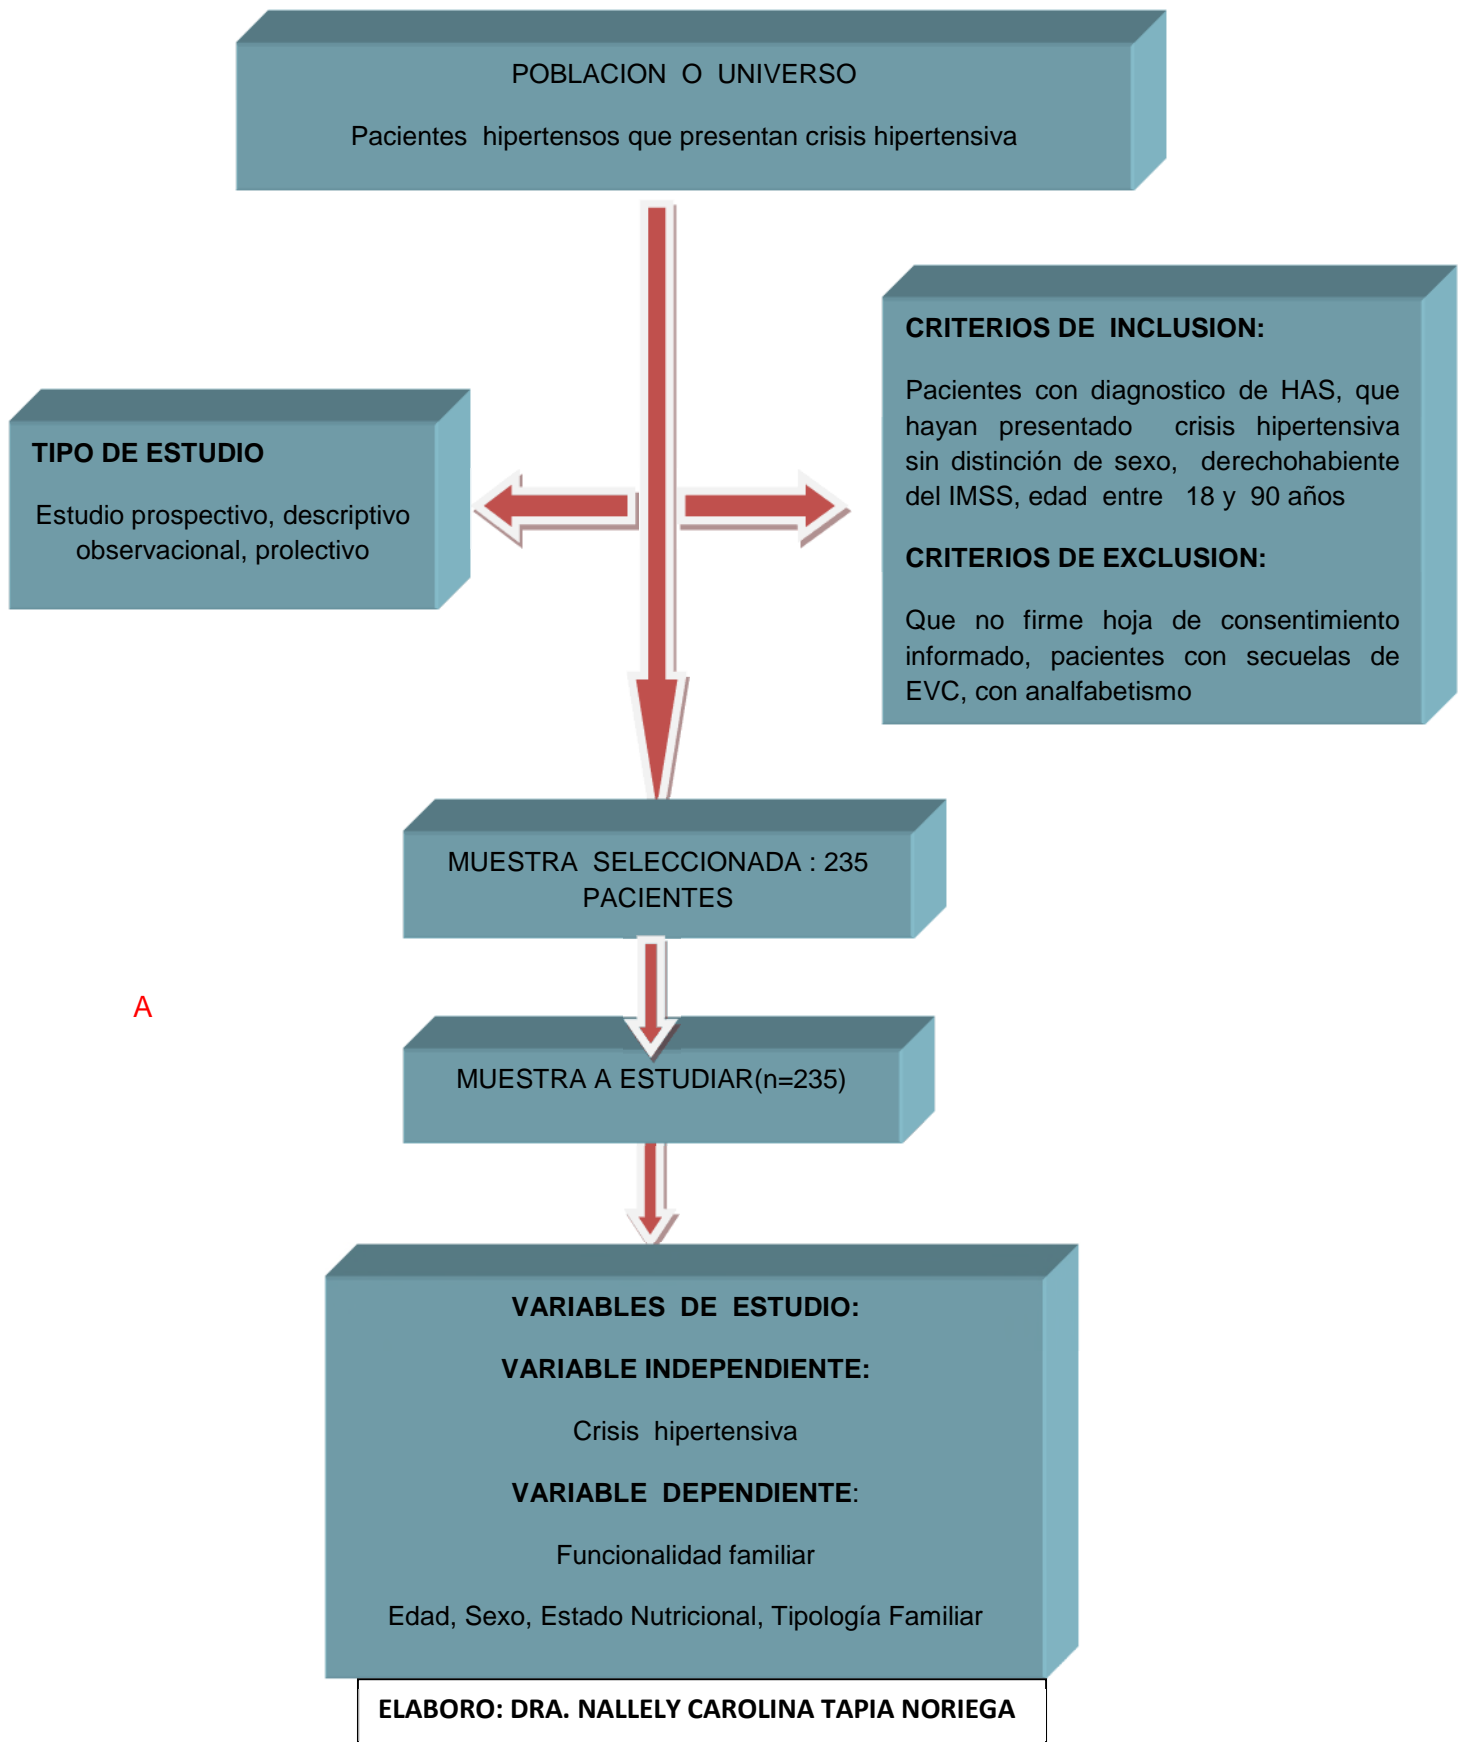 POBLACION O UNIVERSO
Pacientes hipertensos que presentan crisis hipertensiva
TIPO DE ESTUDIO
Estudio prospectivo, descriptivo
observacional, prolectivo
CRITERIOS DE INCLUSION:
Pacientes con diagnostico de HAS, que
hayan presentado crisis hipertensiva
sin distinción de sexo, derechohabiente
del IMSS, edad entre 18 y 90 años
CRITERIOS DE EXCLUSION:
Que no firme hoja de consentimiento
informado, pacientes con secuelas de
EVC, con analfabetismo
MUESTRA SELECCIONADA : 235
PACIENTES
A
MUESTRA A ESTUDIAR(n=235)
VARIABLES DE ESTUDIO:
VARIABLE INDEPENDIENTE:
Crisis hipertensiva
VARIABLE DEPENDIENTE:
Funcionalidad familiar
Edad, Sexo, Estado Nutricional, Tipología Familiar
ELABORO: DRA. NALLELY CAROLINA TAPIA NORIEGA